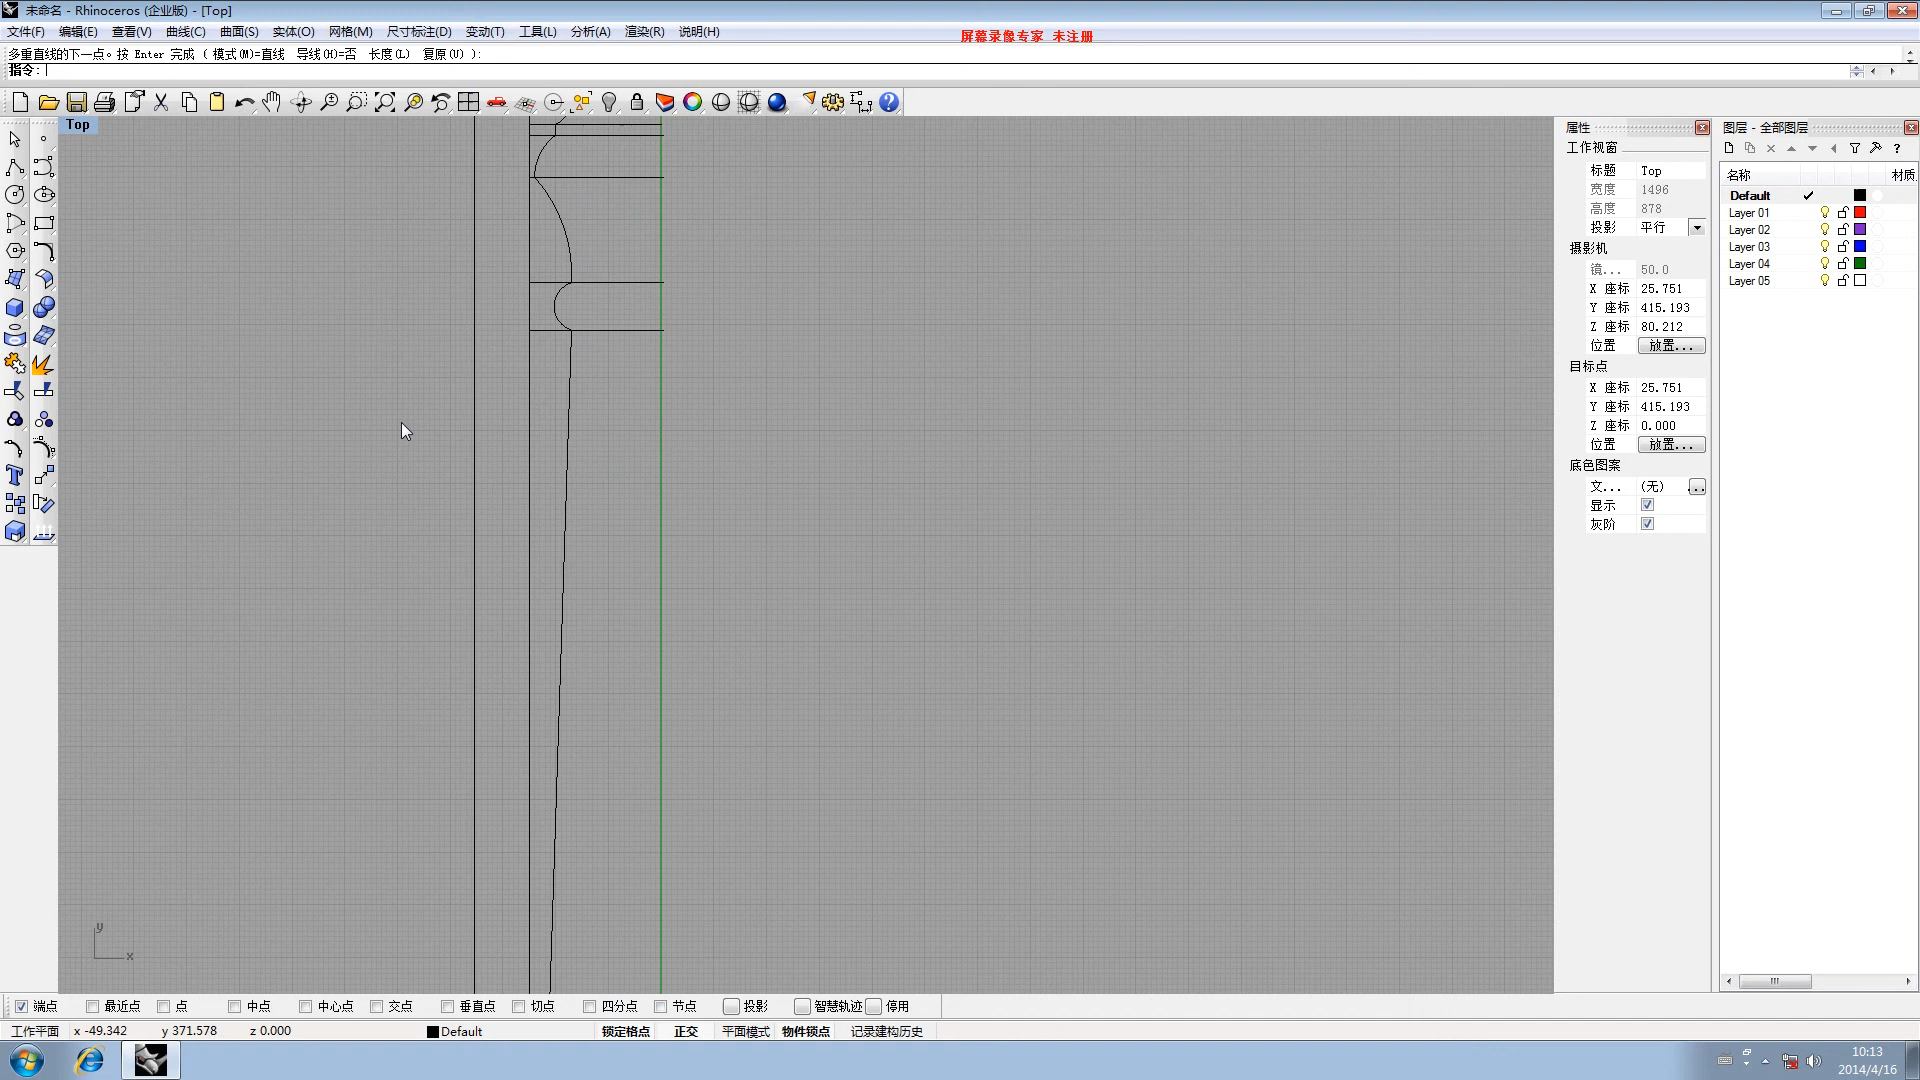 未命名 - Rhinoceros (企业版) - [Top]
文件(F) 编辑(E) 查看(V) 曲线(C) 曲面(S) 实体(O) 网格(M) 尺寸标注(D) 变动(T) 工具(L) 分析(A) 渲染(R) 说明(H)
屏幕录像专家 未注册
多重直线的下一点。按 Enter 完成 ( 模式(M)=直线 导线(H)=否 长度(L) 复原(U) ):
指令:
Top
属性
工作视窗
标题 Top
宽度 1496
高度 878
投影 平行
摄影机
镜... 50.0
X 座标 25.751
Y 座标 415.193
Z 座标 80.212
位置 放置...
目标点
X 座标 25.751
Y 座标 415.193
Z 座标 0.000
位置 放置...
底色图案
文... (无) ...
显示
灰阶
图层 - 全部图层
名称 材质
Default
Layer 01
Layer 02
Layer 03
Layer 04
Layer 05
y
x
端点 最近点 点 中点 中心点 交点 垂直点 切点 四分点 节点 投影 智慧轨迹 停用
工作平面 x -49.342 y 371.578 z 0.000 Default 锁定格点 正交 平面模式 物件锁点 记录建构历史
10:13
2014/4/16